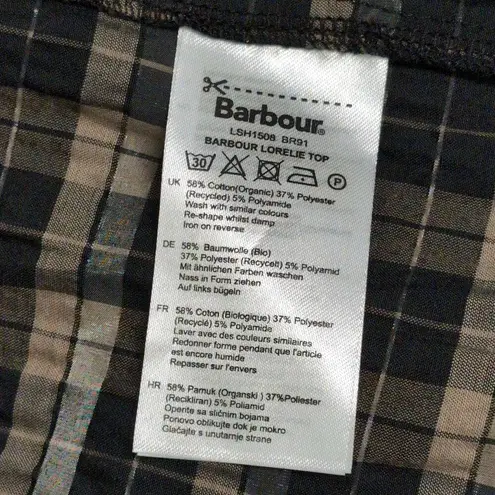 Barbour®
LSH1508 BR91
BARBOUR LORELIE TOP
30 P
UK 58% Cotton(Organic) 37% Polyester
(Recycled) 5% Polyamide
Wash with similar colours
Re-shape whilst damp
Iron on reverse
DE 58% Baumwolle (Bio)
37% Polyester (Recycelt) 5% Polyamid
Mit ähnlichen Farben waschen
Nass in Form ziehen
Auf links bügeln
FR 58% Coton (Biologique) 37% Polyester
(Recyclé) 5% Polyamide
Laver avec des couleurs similaires
Redonner forme pendant que l'article
est encore humide
Repasser sur l'envers
HR 58% Pamuk (Organski ) 37%Poliester
(Recikliran) 5% Poliamid
Operite sa sličnim bojama
Ponovo oblikujte dok je mokro
Glačajte s unutarnje strane